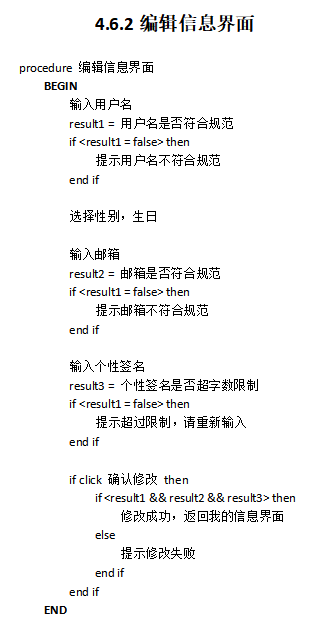 4.6.2 编辑信息界面
procedure 编辑信息界面
BEGIN
输入用户名
result1 = 用户名是否符合规范
if <result1 = false> then
提示用户名不符合规范
end if
选择性别，生日
输入邮箱
result2 = 邮箱是否符合规范
if <result1 = false> then
提示邮箱不符合规范
end if
输入个性签名
result3 = 个性签名是否超字数限制
if <result1 = false> then
提示超过限制，请重新输入
end if
if click 确认修改 then
if <result1 && result2 && result3> then
修改成功，返回我的信息界面
else
提示修改失败
end if
end if
END